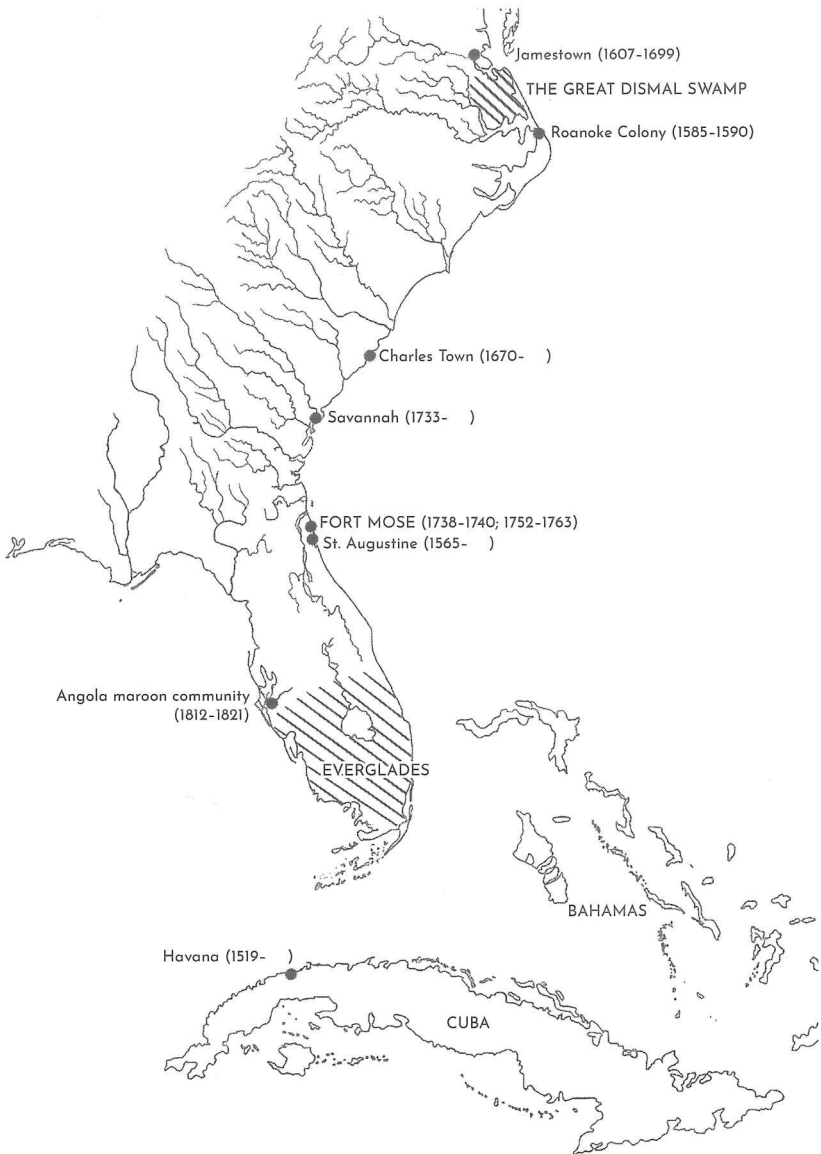 Jamestown (1607-1699)
THE GREAT DISMAL SWAMP
Roanoke Colony (1585-1590)
Charles Town (1670-    )
Savannah (1733-    )
FORT MOSE (1738-1740; 1752-1763)
St. Augustine (1565-    )
Angola maroon community
(1812-1821)
EVERGLADES
BAHAMAS
Havana (1519-    )
CUBA